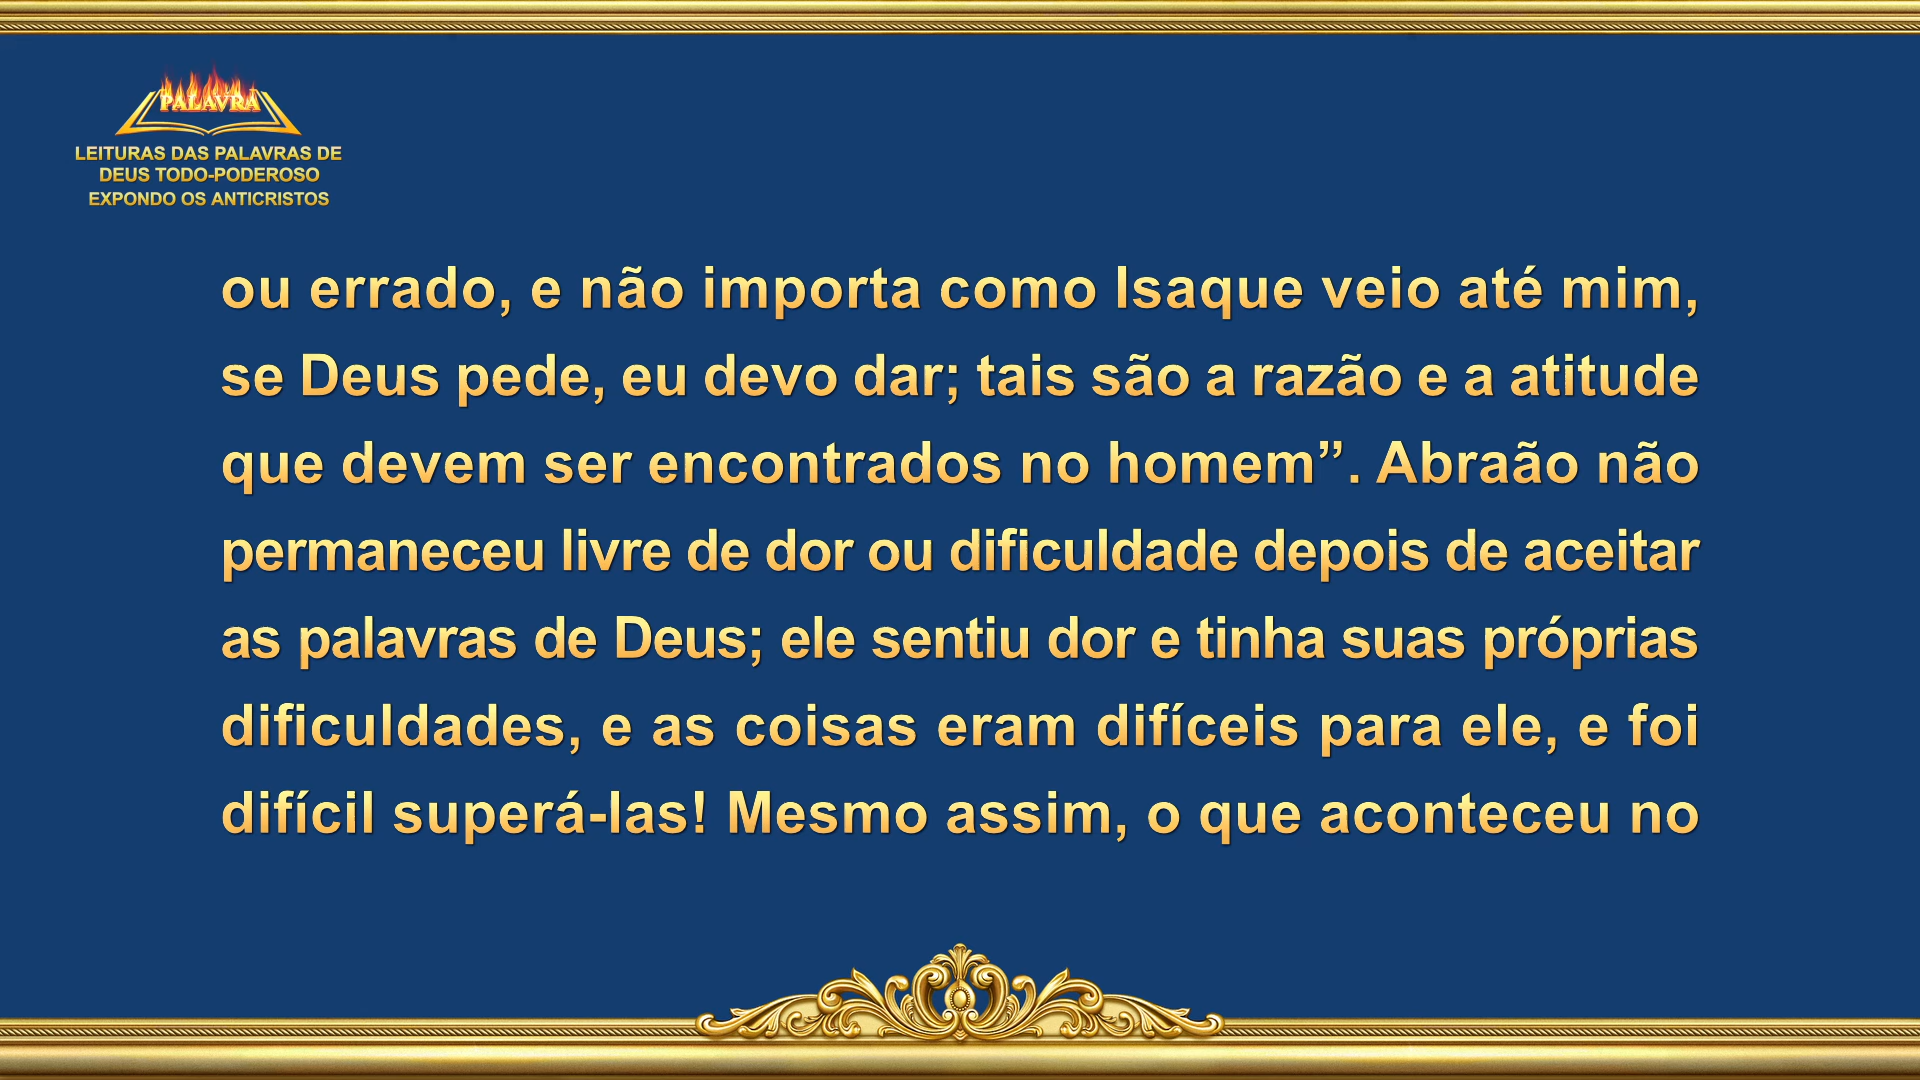 PALAVRA
LEITURAS DAS PALAVRAS DE
DEUS TODO-PODEROSO
EXPONDO OS ANTICRISTOS
ou errado, e não importa como Isaque veio até mim,
se Deus pede, eu devo dar; tais são a razão e a atitude
que devem ser encontrados no homem”. Abraão não
permaneceu livre de dor ou dificuldade depois de aceitar
as palavras de Deus; ele sentiu dor e tinha suas próprias
dificuldades, e as coisas eram difíceis para ele, e foi
difícil superá-las! Mesmo assim, o que aconteceu no